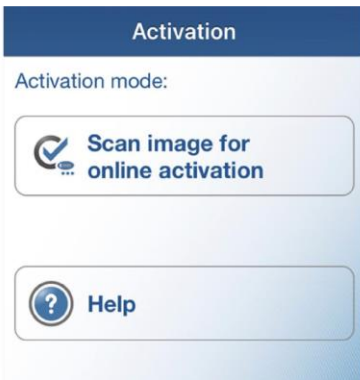 Activation
Activation mode:
Scan image for
online activation
?
Help